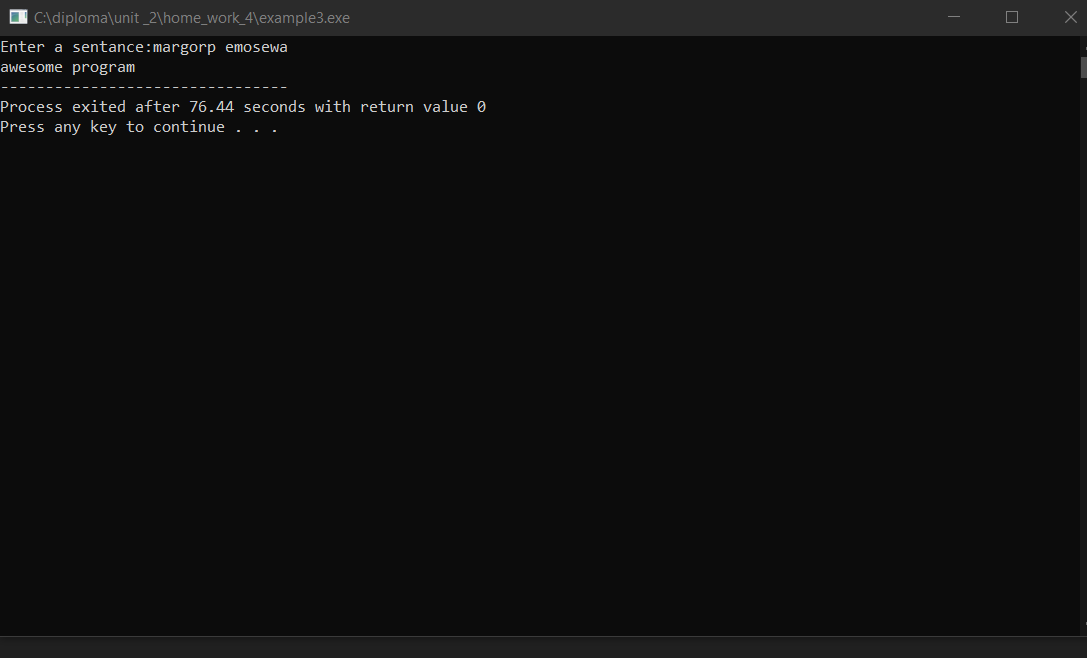 C:\diploma\unit _2\home_work_4\example3.exe
Enter a sentance:margorp emosewa
awesome program
--------------------------------
Process exited after 76.44 seconds with return value 0
Press any key to continue . . .